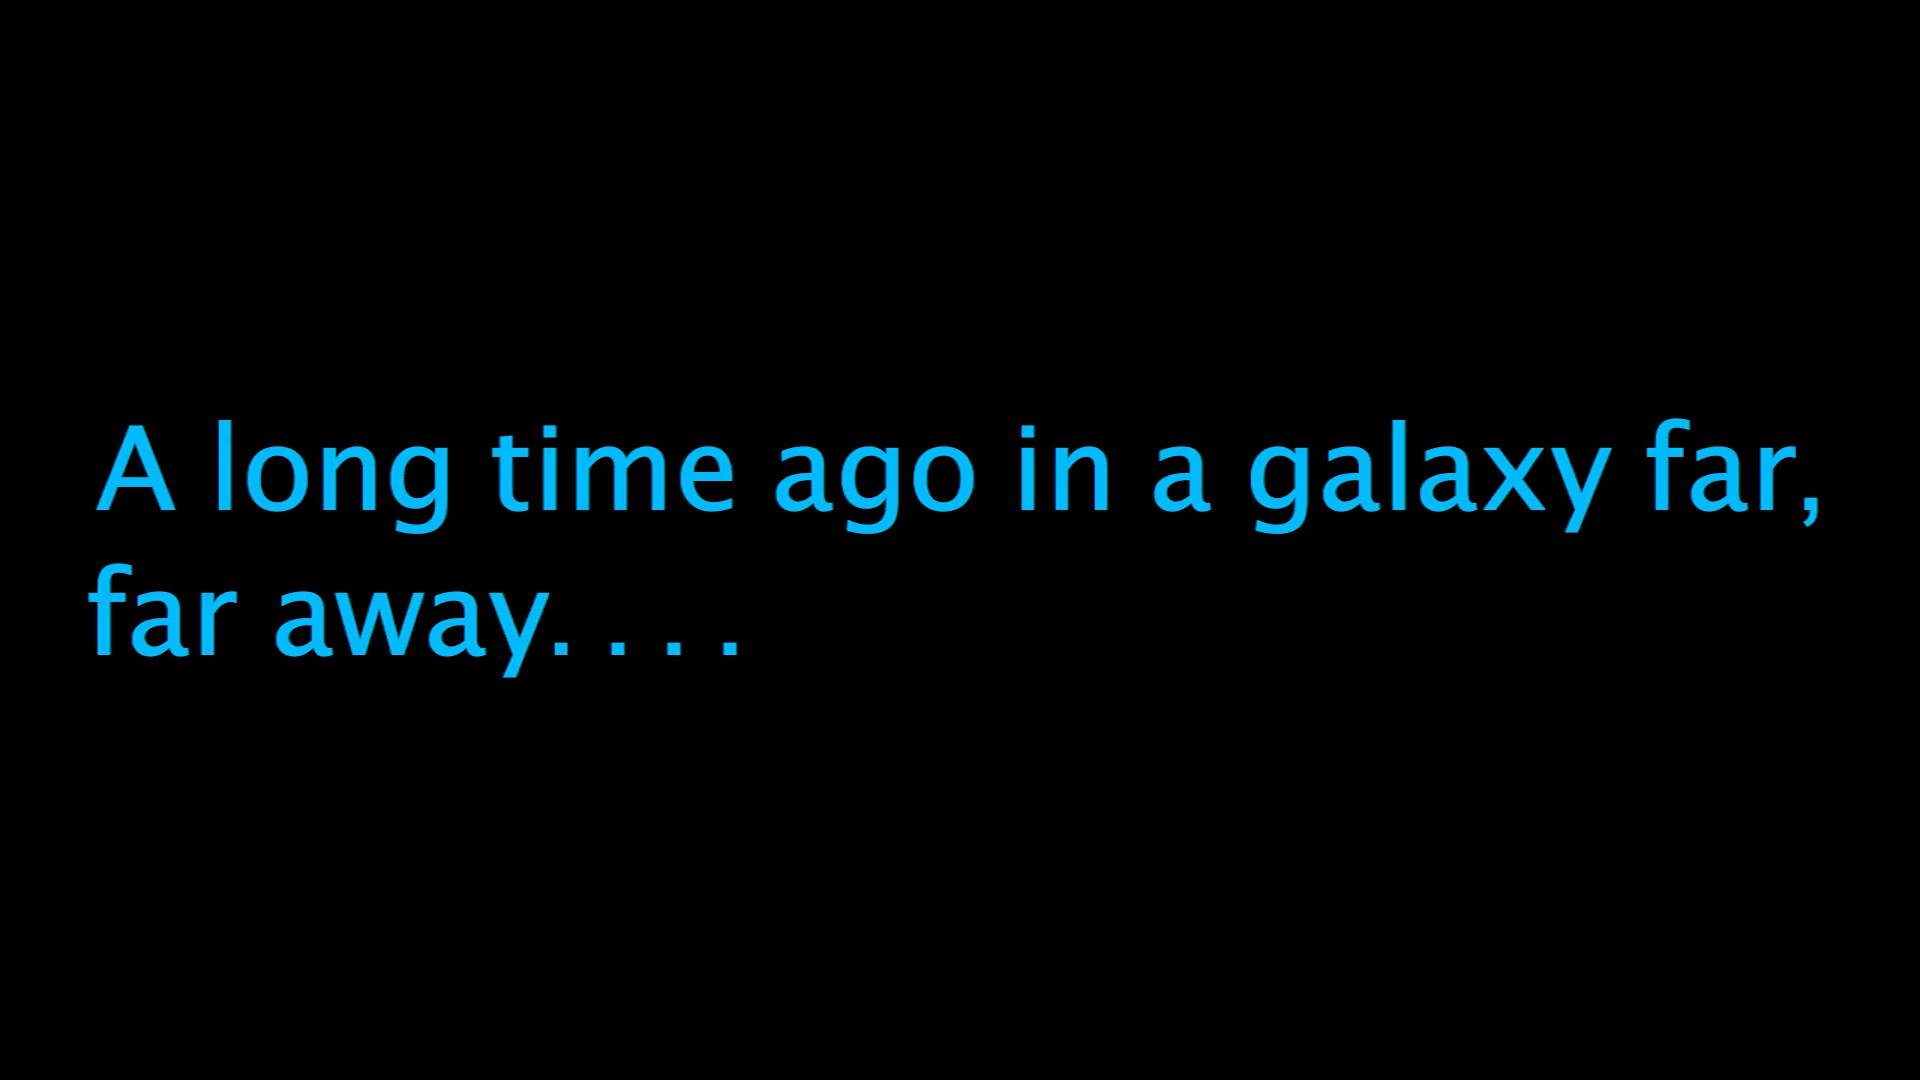 A long time ago in a galaxy far,
far away. . . .